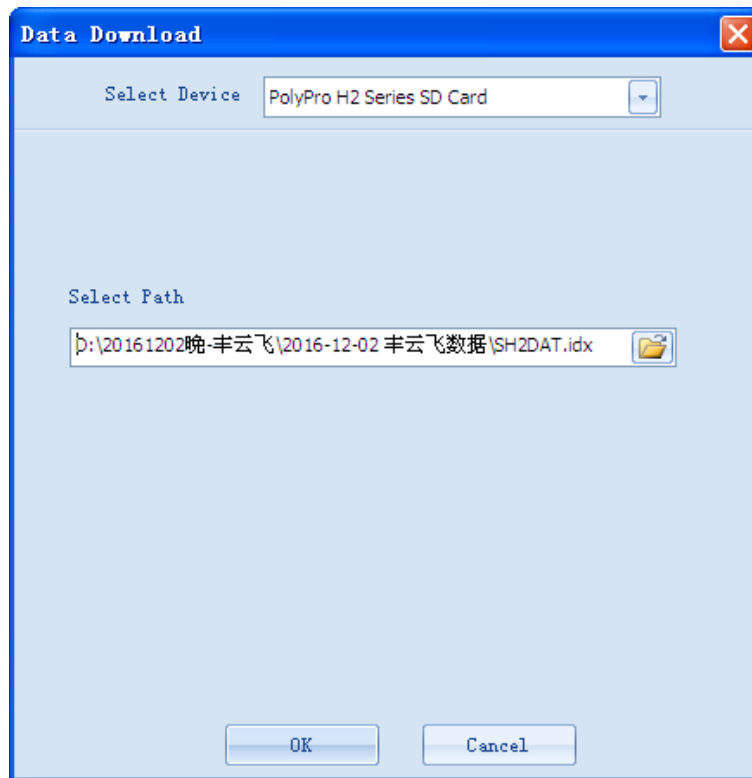 Data Download
Select Device PolyPro H2 Series SD Card
Select Path
D:\20161202晚-丰云飞\2016-12-02 丰云飞数据\SH2DAT.idx
OK Cancel